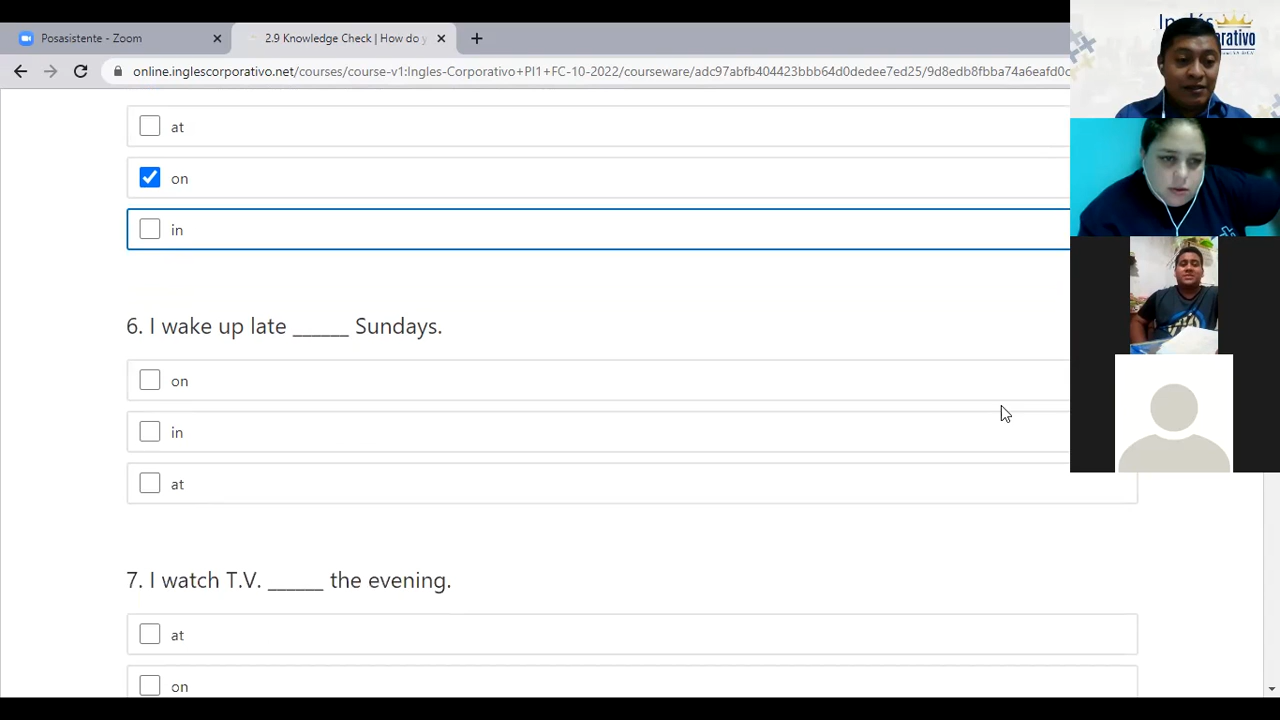 Posasistente - Zoom
2.9 Knowledge Check | How do y
online.inglescorporativo.net/courses/course-v1:Ingles-Corporativo+PI1+FC-10-2022/courseware/adc97abfb404423bbb64d0dedee7ed25/9d8edb8fbba74a6eafd0c
at
on
in
6. I wake up late ______ Sundays.
on
in
at
7. I watch T.V. ______ the evening.
at
on